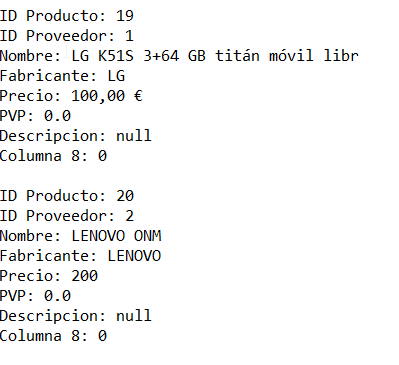 ID Producto: 19
ID Proveedor: 1
Nombre: LG K51S 3+64 GB titán móvil libr
Fabricante: LG
Precio: 100,00 €
PVP: 0.0
Descripcion: null
Columna 8: 0

ID Producto: 20
ID Proveedor: 2
Nombre: LENOVO ONM
Fabricante: LENOVO
Precio: 200
PVP: 0.0
Descripcion: null
Columna 8: 0